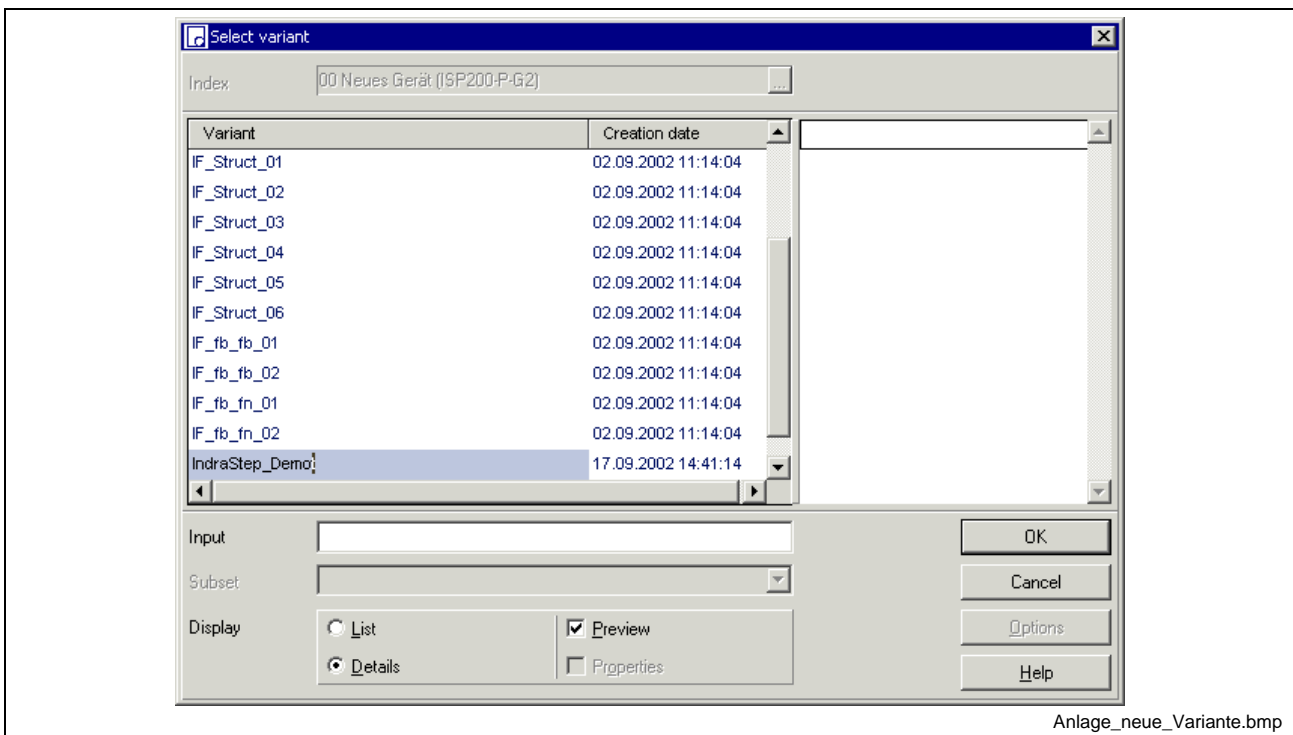 Select variant
Index 00 Neues Gerät (ISP200-P-G2) ...
Variant Creation date
IF_Struct_01 02.09.2002 11:14:04
IF_Struct_02 02.09.2002 11:14:04
IF_Struct_03 02.09.2002 11:14:04
IF_Struct_04 02.09.2002 11:14:04
IF_Struct_05 02.09.2002 11:14:04
IF_Struct_06 02.09.2002 11:14:04
IF_fb_fb_01 02.09.2002 11:14:04
IF_fb_fb_02 02.09.2002 11:14:04
IF_fb_fn_01 02.09.2002 11:14:04
IF_fb_fn_02 02.09.2002 11:14:04
IndraStep_Demo 17.09.2002 14:41:14
Input OK
Subset Cancel
Display List Preview Options
Details Properties Help
Anlage_neue_Variante.bmp